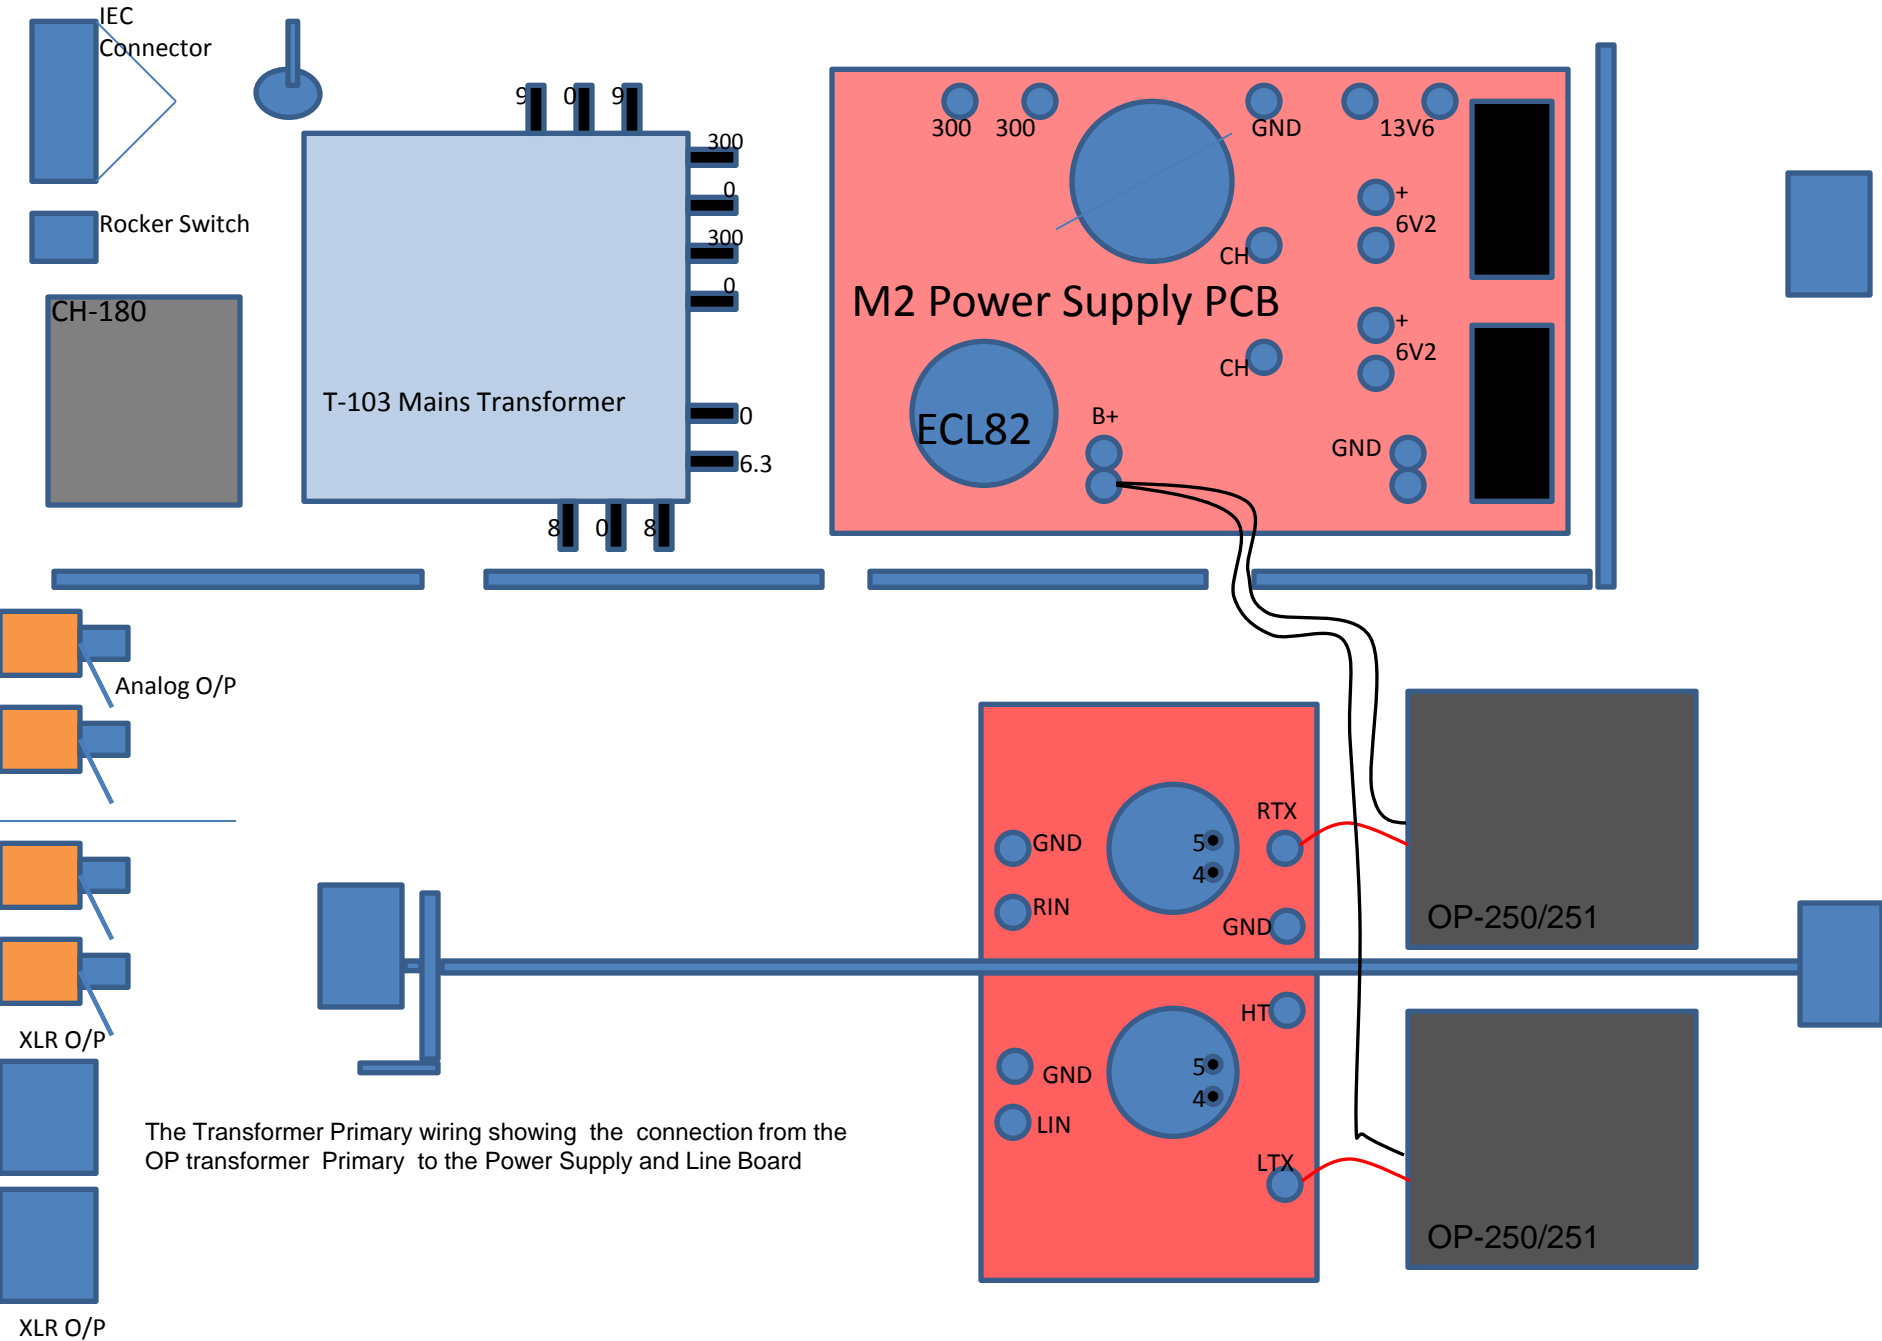 IEC
Connector
9 0 9
300
0
300
0
Rocker Switch
CH-180
T-103 Mains Transformer
0
6.3
8 0 8
300 300
GND
13V6
+
6V2
CH
M2 Power Supply PCB
+
6V2
CH
ECL82
B+
GND
Analog O/P
RTX
GND
5
4
RIN
GND
OP-250/251
HT
XLR O/P
GND
5
4
LIN
LTX
The Transformer Primary wiring showing the connection from the
OP transformer Primary to the Power Supply and Line Board
OP-250/251
XLR O/P